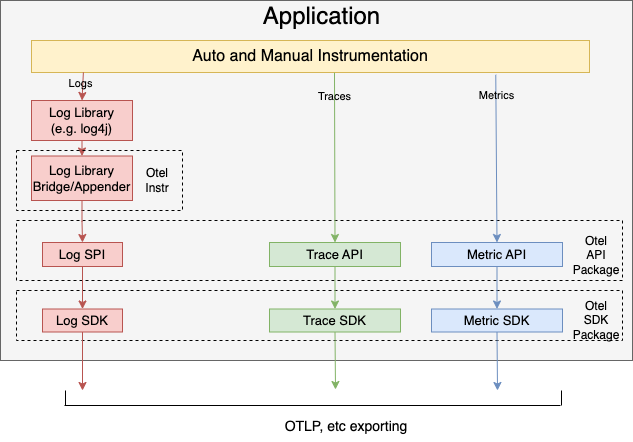 Application
Auto and Manual Instrumentation
Logs
Traces
Metrics
Log Library
(e.g. log4j)
Log Library
Bridge/Appender
Otel
Instr
Log SPI
Trace API
Metric API
Otel
API
Package
Log SDK
Trace SDK
Metric SDK
Otel
SDK
Package
OTLP, etc exporting